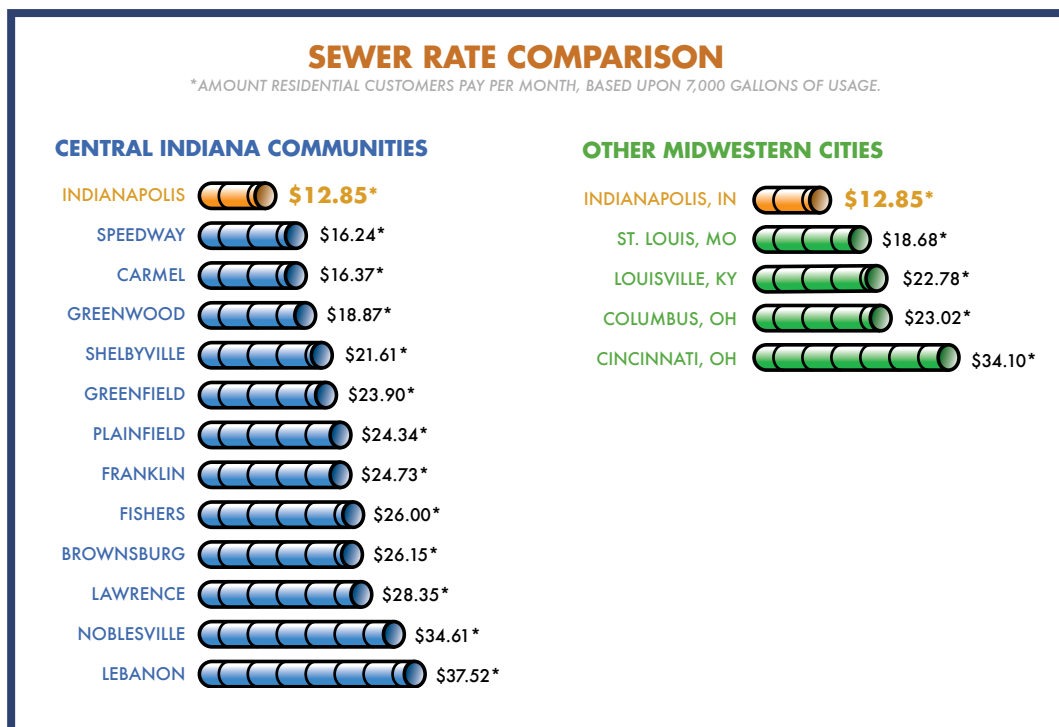 SEWER RATE COMPARISON
*AMOUNT RESIDENTIAL CUSTOMERS PAY PER MONTH, BASED UPON 7,000 GALLONS OF USAGE.
CENTRAL INDIANA COMMUNITIES
INDIANAPOLIS $12.85*
SPEEDWAY $16.24*
CARMEL $16.37*
GREENWOOD $18.87*
SHELBYVILLE $21.61*
GREENFIELD $23.90*
PLAINFIELD $24.34*
FRANKLIN $24.73*
FISHERS $26.00*
BROWNSBURG $26.15*
LAWRENCE $28.35*
NOBLESVILLE $34.61*
LEBANON $37.52*
OTHER MIDWESTERN CITIES
INDIANAPOLIS, IN $12.85*
ST. LOUIS, MO $18.68*
LOUISVILLE, KY $22.78*
COLUMBUS, OH $23.02*
CINCINNATI, OH $34.10*